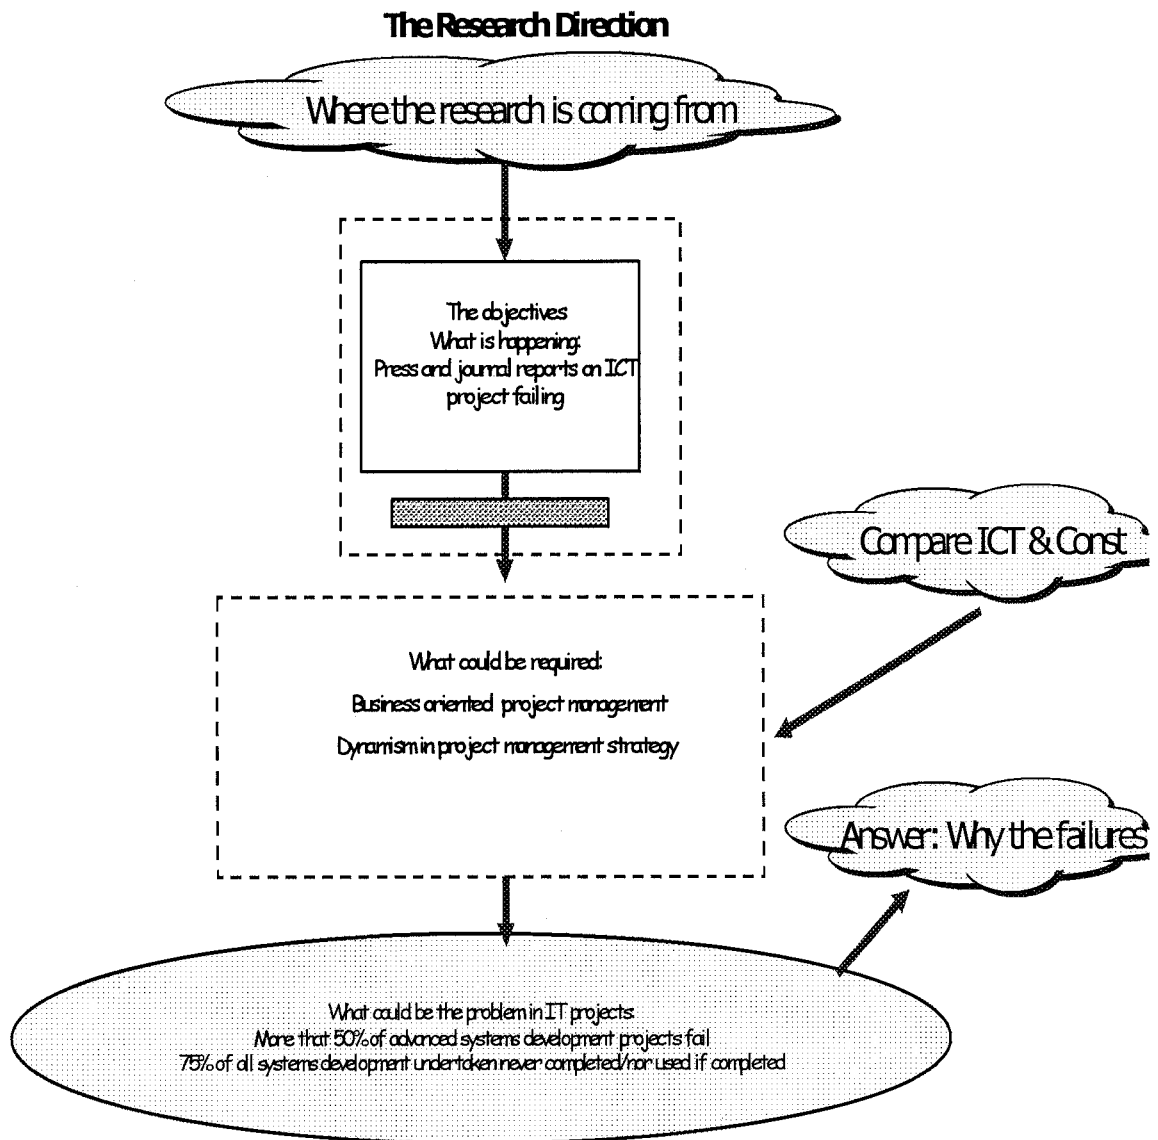 The Research Direction
Where the research is coming from
The objectives
What is happening:
Press and journal reports on ICT
project failing
Compare ICT & Const
What could be required:
Business oriented project management
Dynamism in project management strategy
Answer: Why the failures
What could be the problem in IT projects:
More that 50% of advanced systems development projects fail
75% of all systems development undertaken never completed/nor used if completed